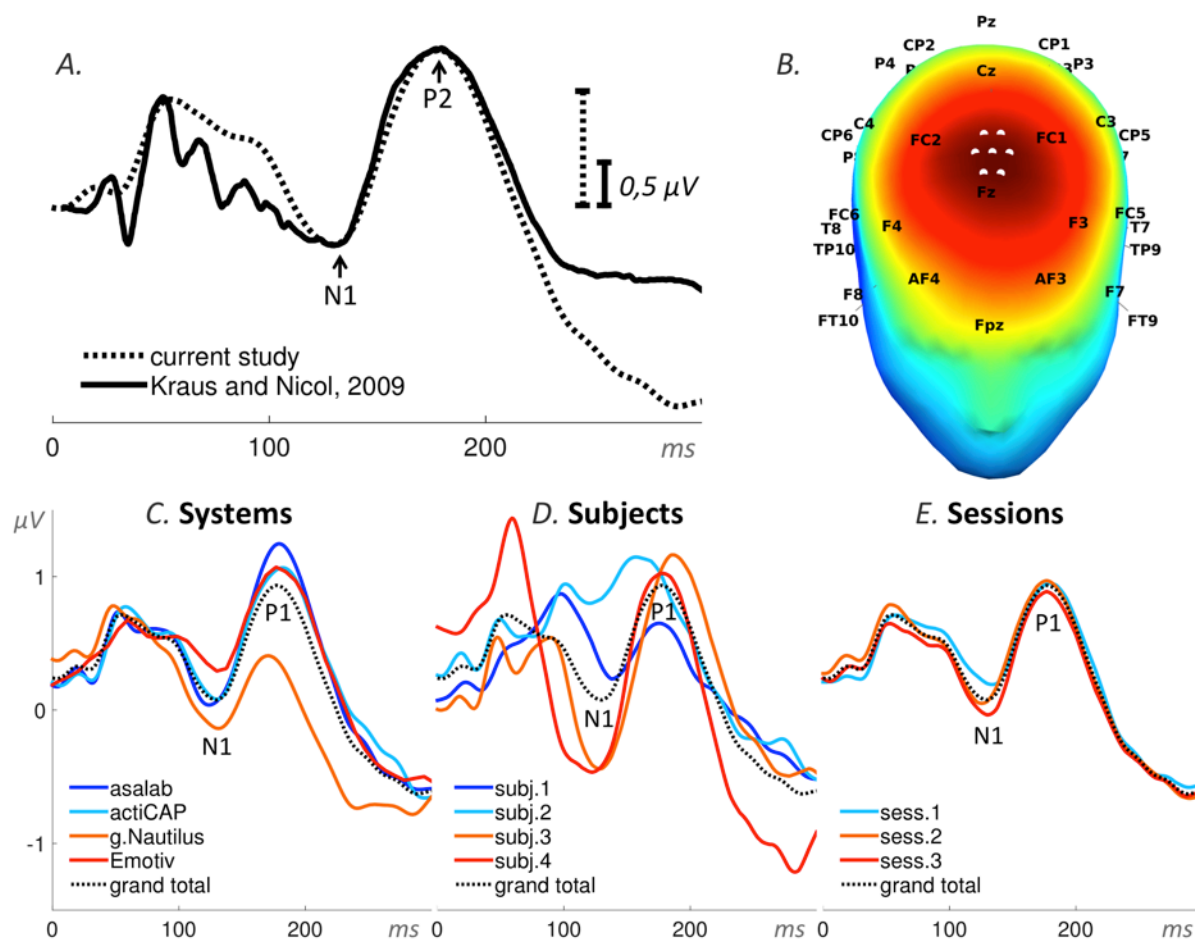 A.
P2
0,5 µV
N1
current study
Kraus and Nicol, 2009
0 100 200 ms
B.
Pz
CP2 CP1
P4 P3
Cz
C4 C3
CP6 FC2 FC1 CP5
Fz
FC6 FC5
T8 F4 F3 T7
TP10 TP9
AF4 AF3
F8 F7
FT10 Fpz FT9
µV
C. Systems
1
P1
0
N1
asalab
actiCAP
g.Nautilus
-1
Emotiv
grand total
0 100 200 ms
D. Subjects
P1
N1
subj.1
subj.2
subj.3
subj.4
grand total
0 100 200 ms
E. Sessions
P1
N1
sess.1
sess.2
sess.3
grand total
0 100 200 ms